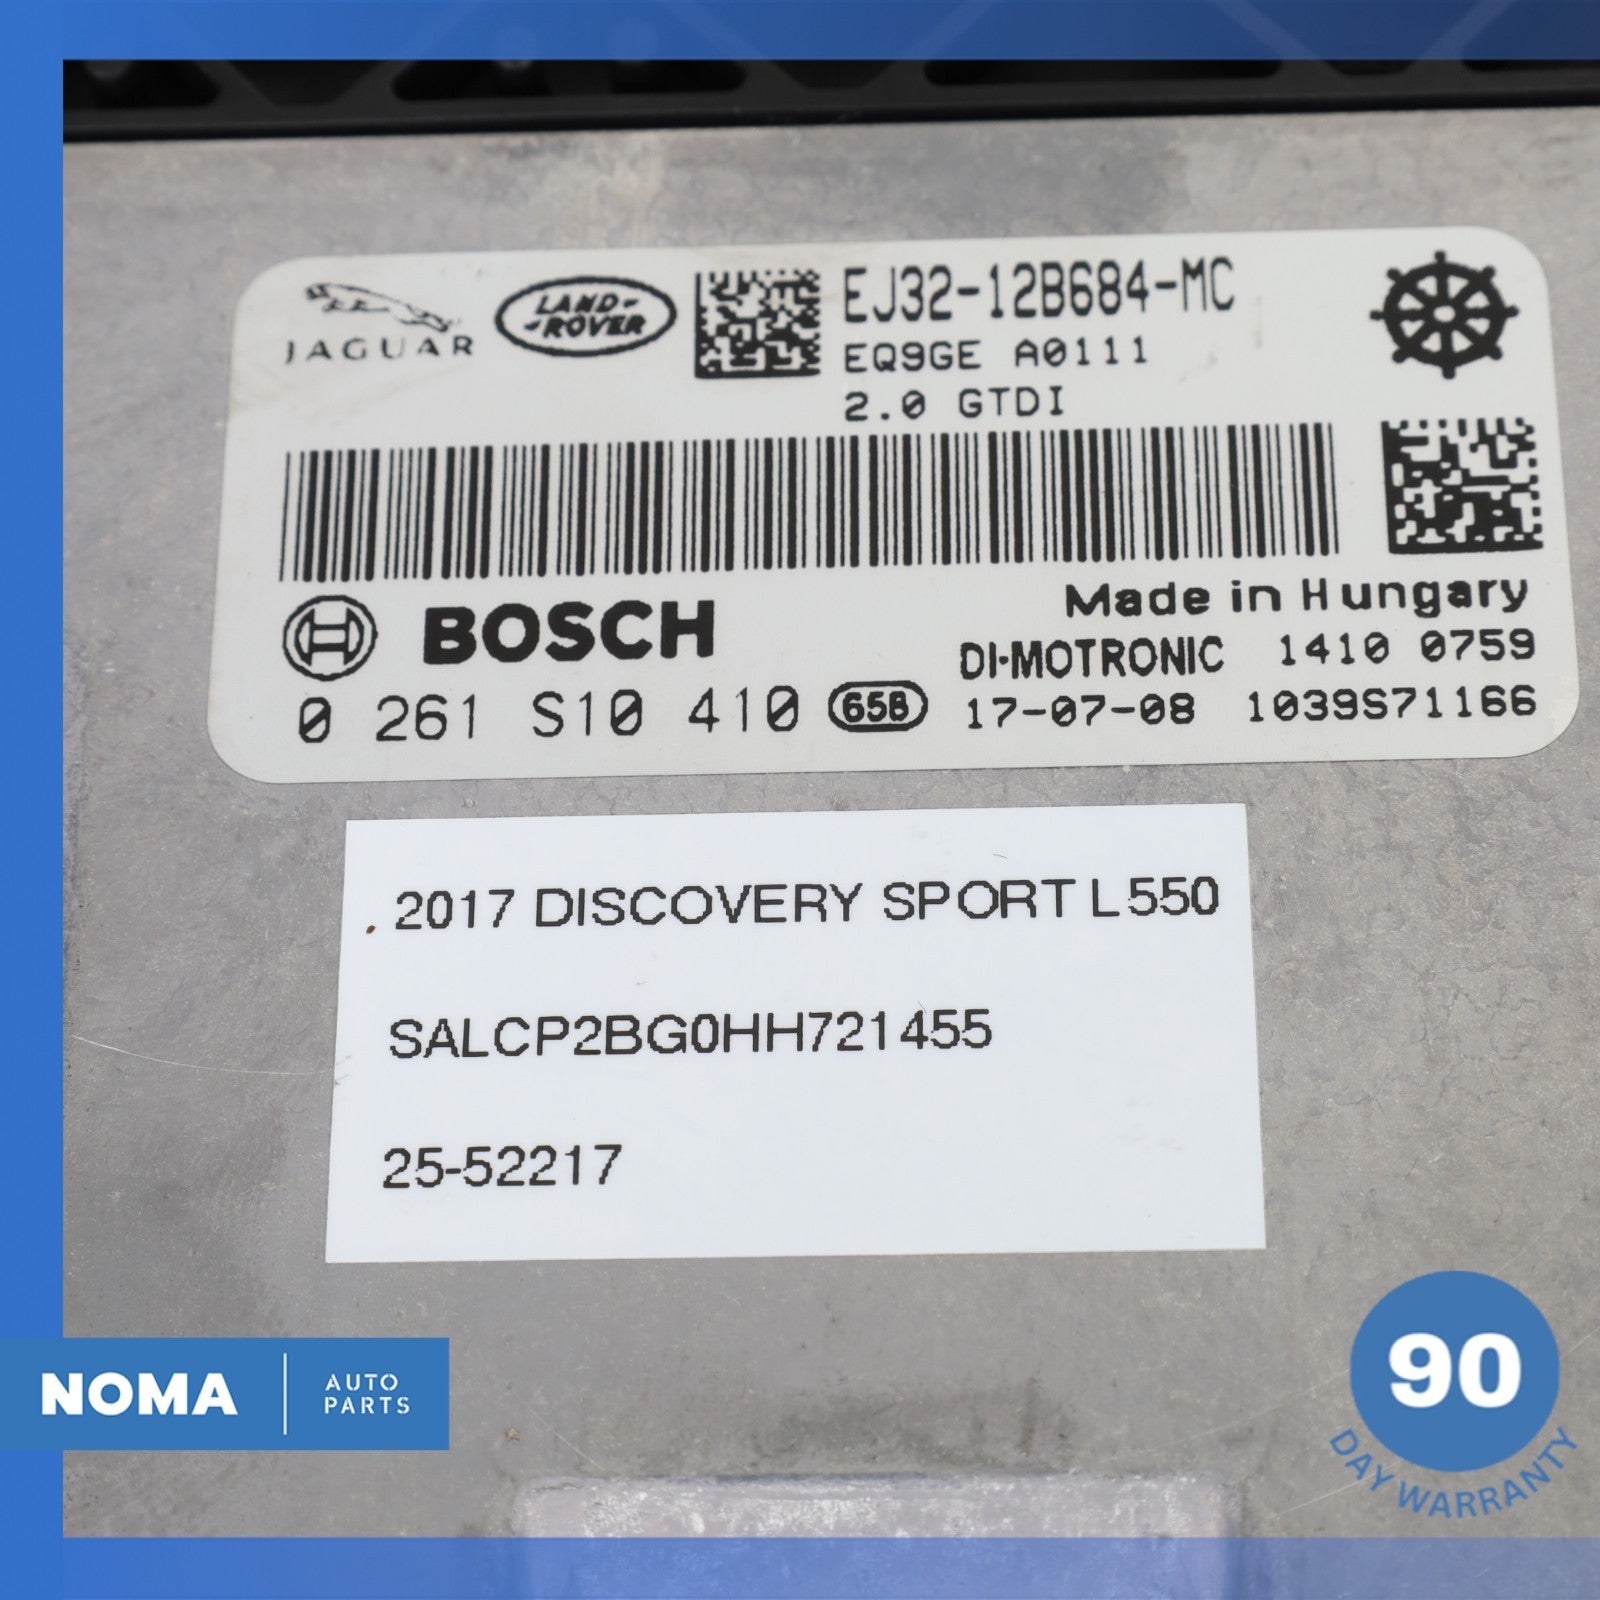 JAGUAR
LAND-
-ROVER
EJ32-12B684-MC
EQ9GE A0111
2.0 GTDI
Made in Hungary
BOSCH
DI·MOTRONIC 1410 0759
0 261 S10 410 65B 17-07-08 1039S71166
2017 DISCOVERY SPORT L550
SALCP2BG0HH721455
25-52217
NOMA AUTO PARTS
90
DAY WARRANTY